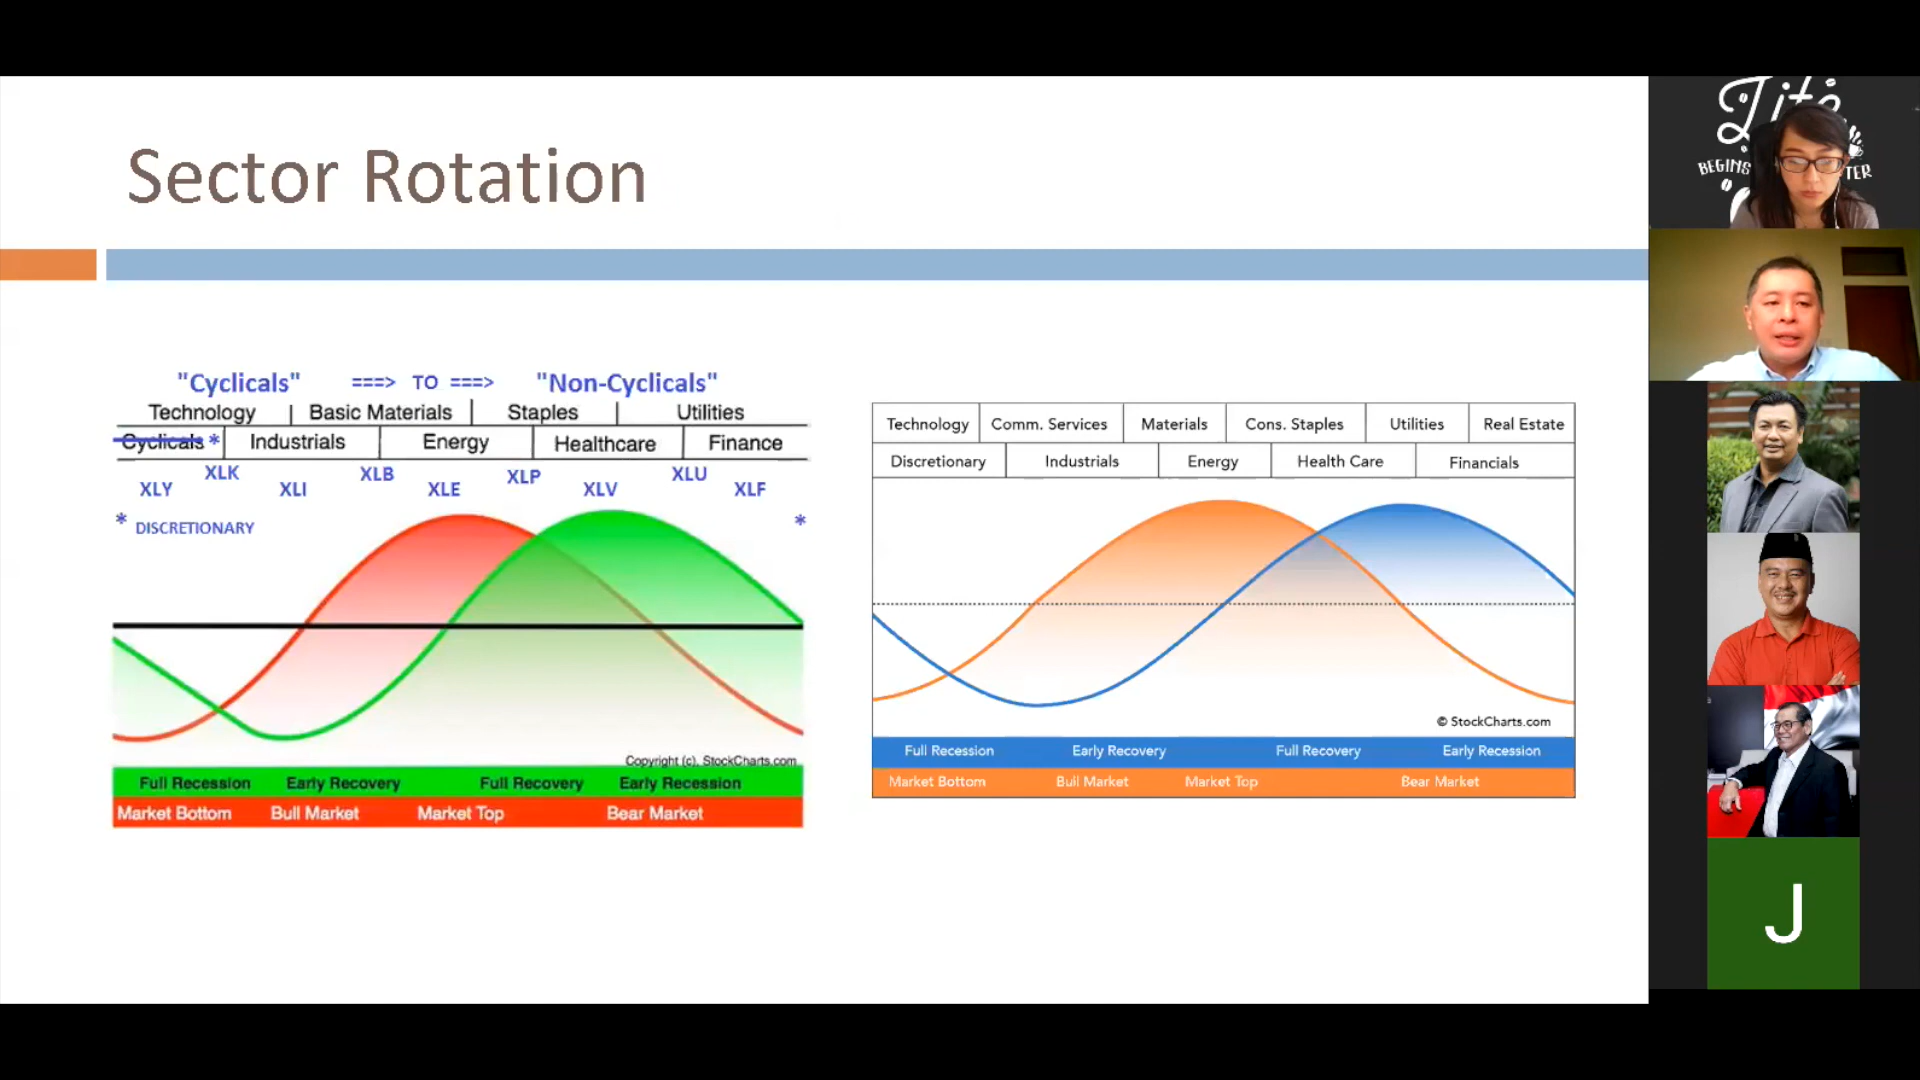 Sector Rotation
"Cyclicals" ===> TO ===> "Non-Cyclicals"
Technology Basic Materials Staples Utilities
Cyclicals * Industrials Energy Healthcare Finance
XLY XLK XLI XLB XLE XLP XLV XLU XLF
* DISCRETIONARY *
Copyright (c), StockCharts.com
Full Recession Early Recovery Full Recovery Early Recession
Market Bottom Bull Market Market Top Bear Market
Technology Comm. Services Materials Cons. Staples Utilities Real Estate
Discretionary Industrials Energy Health Care Financials
© StockCharts.com
Full Recession Early Recovery Full Recovery Early Recession
Market Bottom Bull Market Market Top Bear Market
Life
BEGINS
J